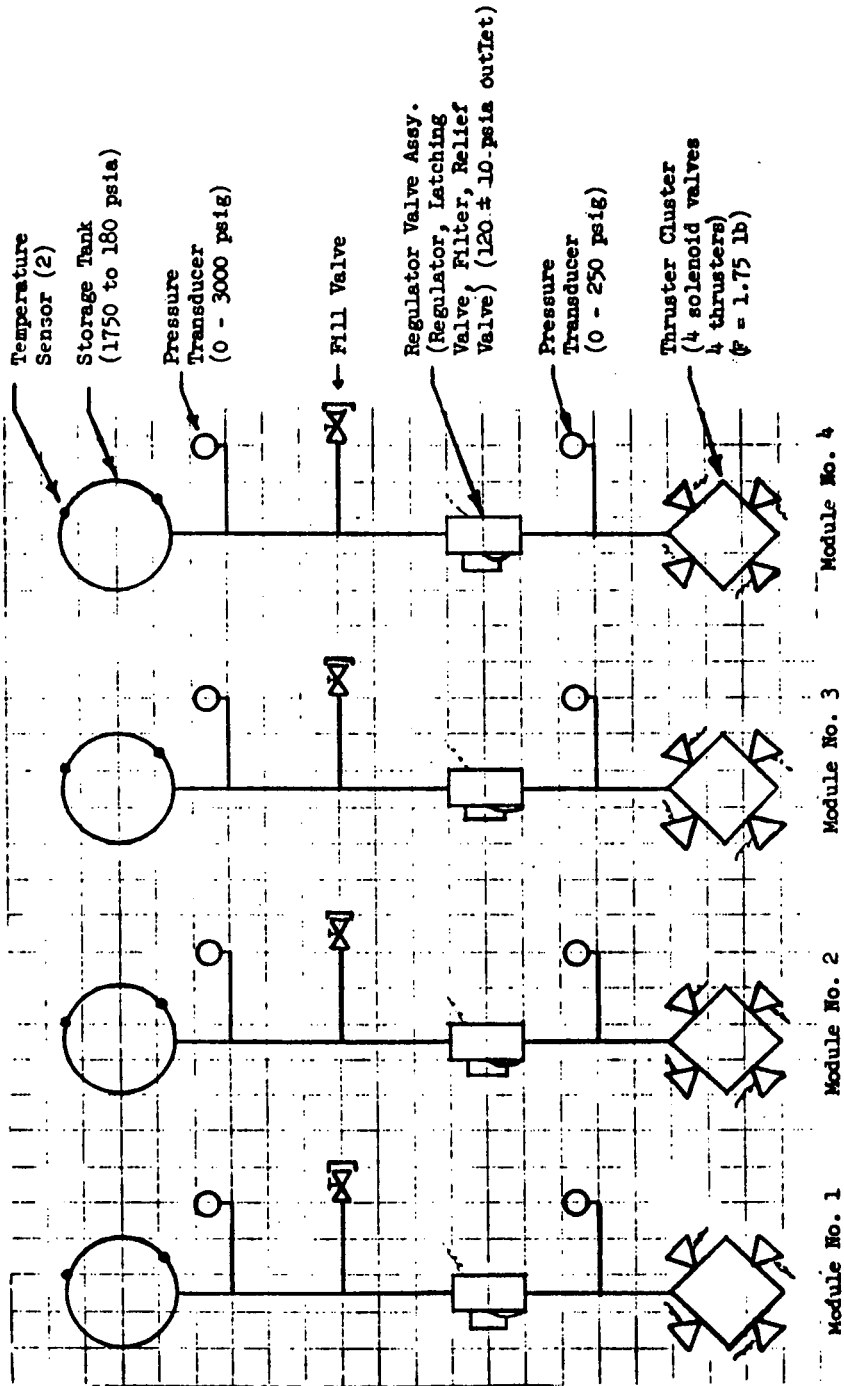 Temperature
Sensor (2)
Storage Tank
(1750 to 180 psia)
Pressure
Transducer
(0 - 3000 psig)
← Fill Valve
Regulator Valve Assy.
(Regulator, Latching
Valve, Filter, Relief
Valve) (120 ± 10 psia outlet)
Pressure
Transducer
(0 - 250 psig)
Thruster Cluster
(4 solenoid valves
4 thrusters)
(F = 1.75 lb)
Module No. 1
Module No. 2
Module No. 3
Module No. 4